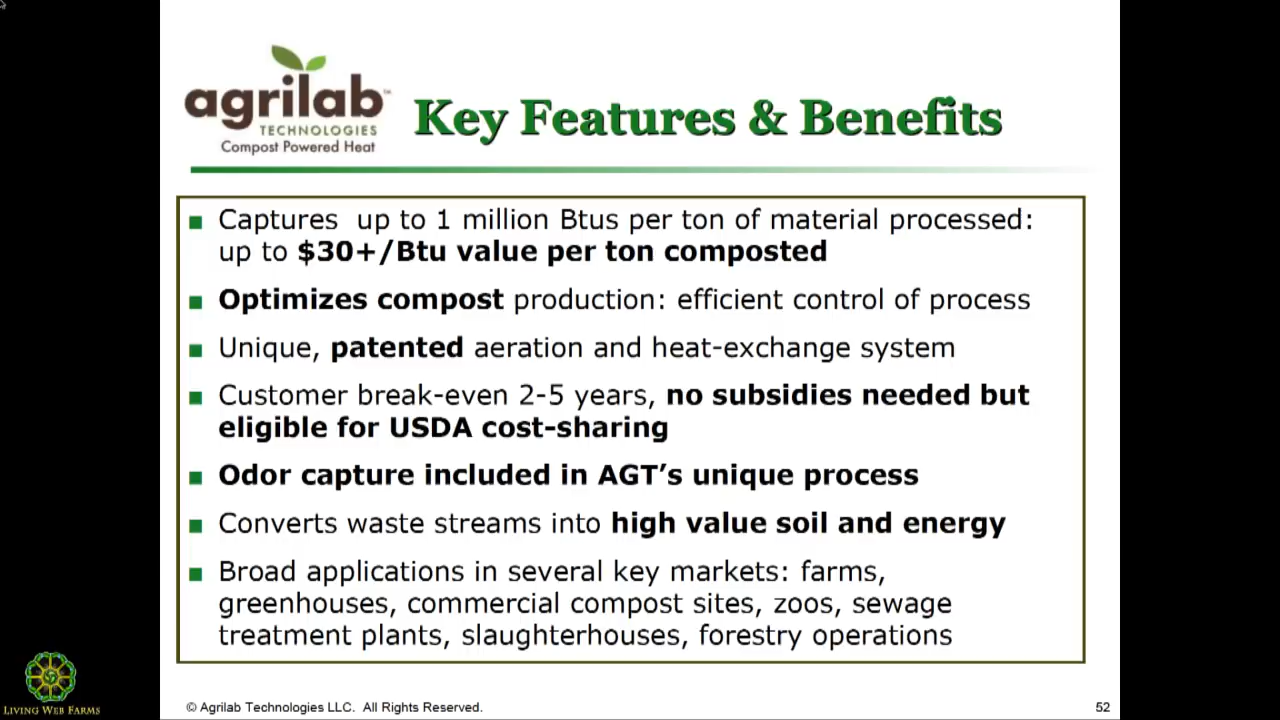 agrilab™
TECHNOLOGIES
Compost Powered Heat
Key Features & Benefits
Captures up to 1 million Btus per ton of material processed:
up to $30+/Btu value per ton composted
Optimizes compost production: efficient control of process
Unique, patented aeration and heat-exchange system
Customer break-even 2-5 years, no subsidies needed but
eligible for USDA cost-sharing
Odor capture included in AGT’s unique process
Converts waste streams into high value soil and energy
Broad applications in several key markets: farms,
greenhouses, commercial compost sites, zoos, sewage
treatment plants, slaughterhouses, forestry operations
LIVING WEB FARMS
© Agrilab Technologies LLC. All Rights Reserved.
52